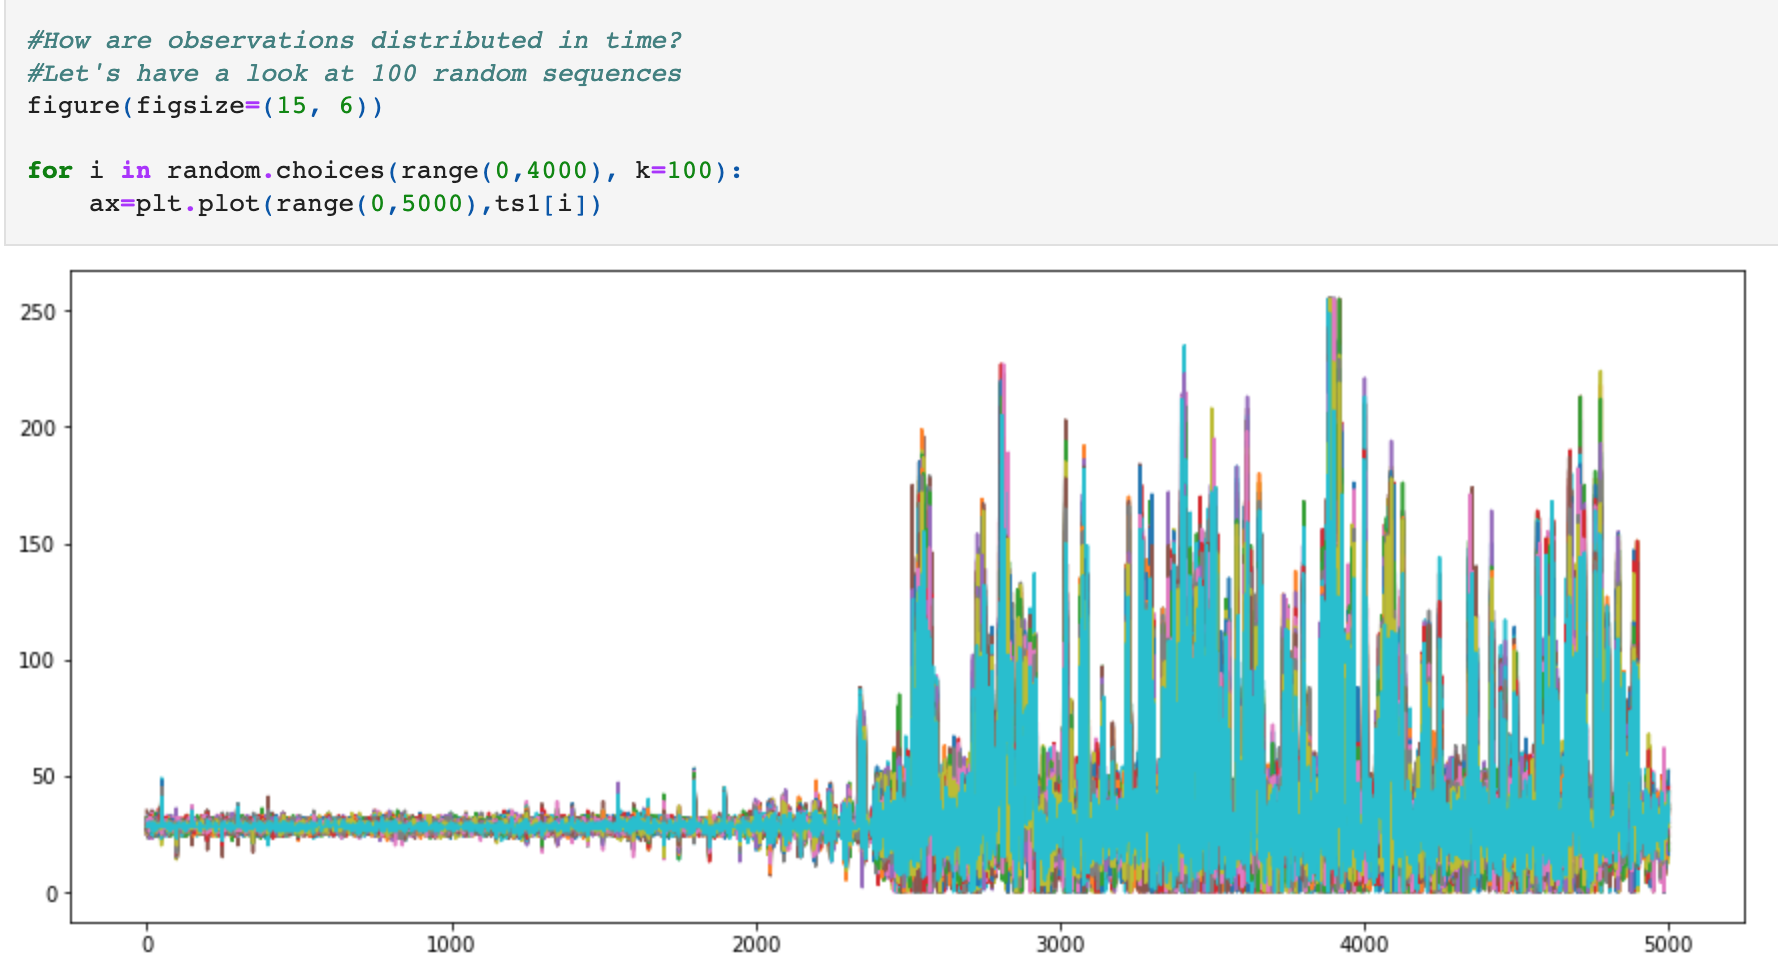 #How are observations distributed in time?
#Let's have a look at 100 random sequences
figure(figsize=(15, 6))
for i in random.choices(range(0,4000), k=100):
    ax=plt.plot(range(0,5000),ts1[i])
250
200
150
100
50
0
0 1000 2000 3000 4000 5000